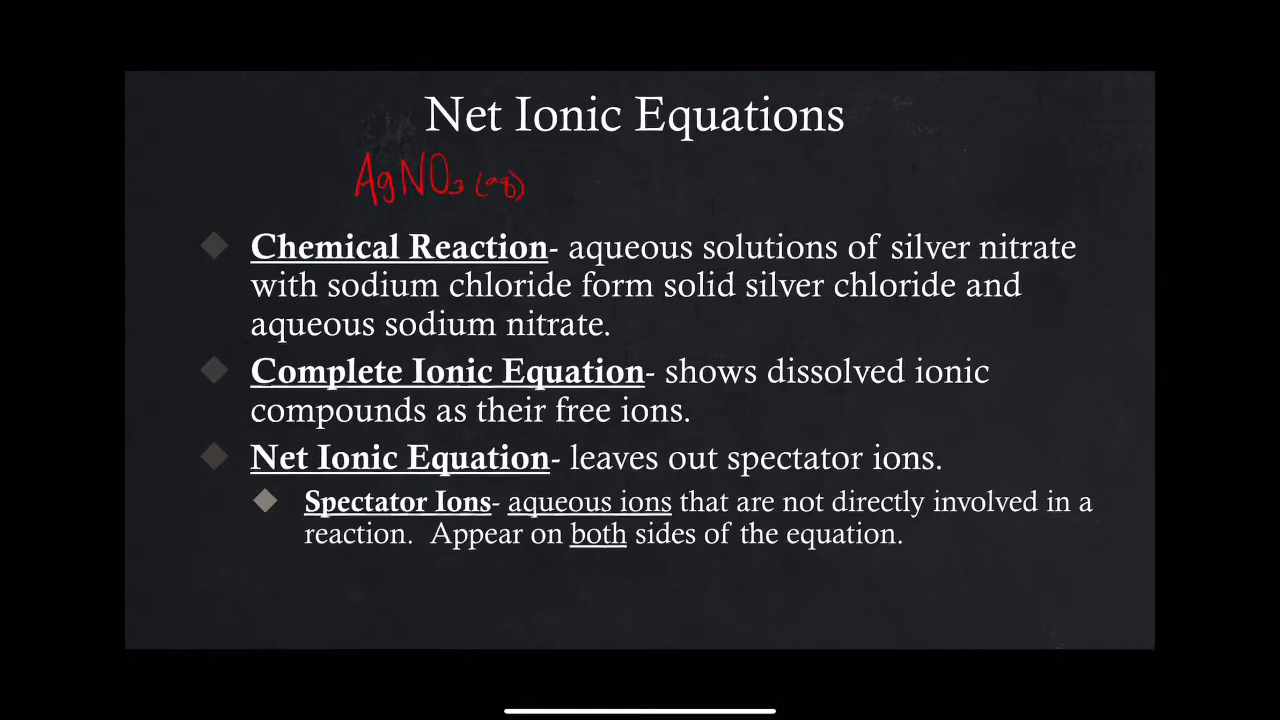 Net Ionic Equations
AgNO₃ (aq)
Chemical Reaction- aqueous solutions of silver nitrate
with sodium chloride form solid silver chloride and
aqueous sodium nitrate.
Complete Ionic Equation- shows dissolved ionic
compounds as their free ions.
Net Ionic Equation- leaves out spectator ions.
Spectator Ions- aqueous ions that are not directly involved in a
reaction.  Appear on both sides of the equation.